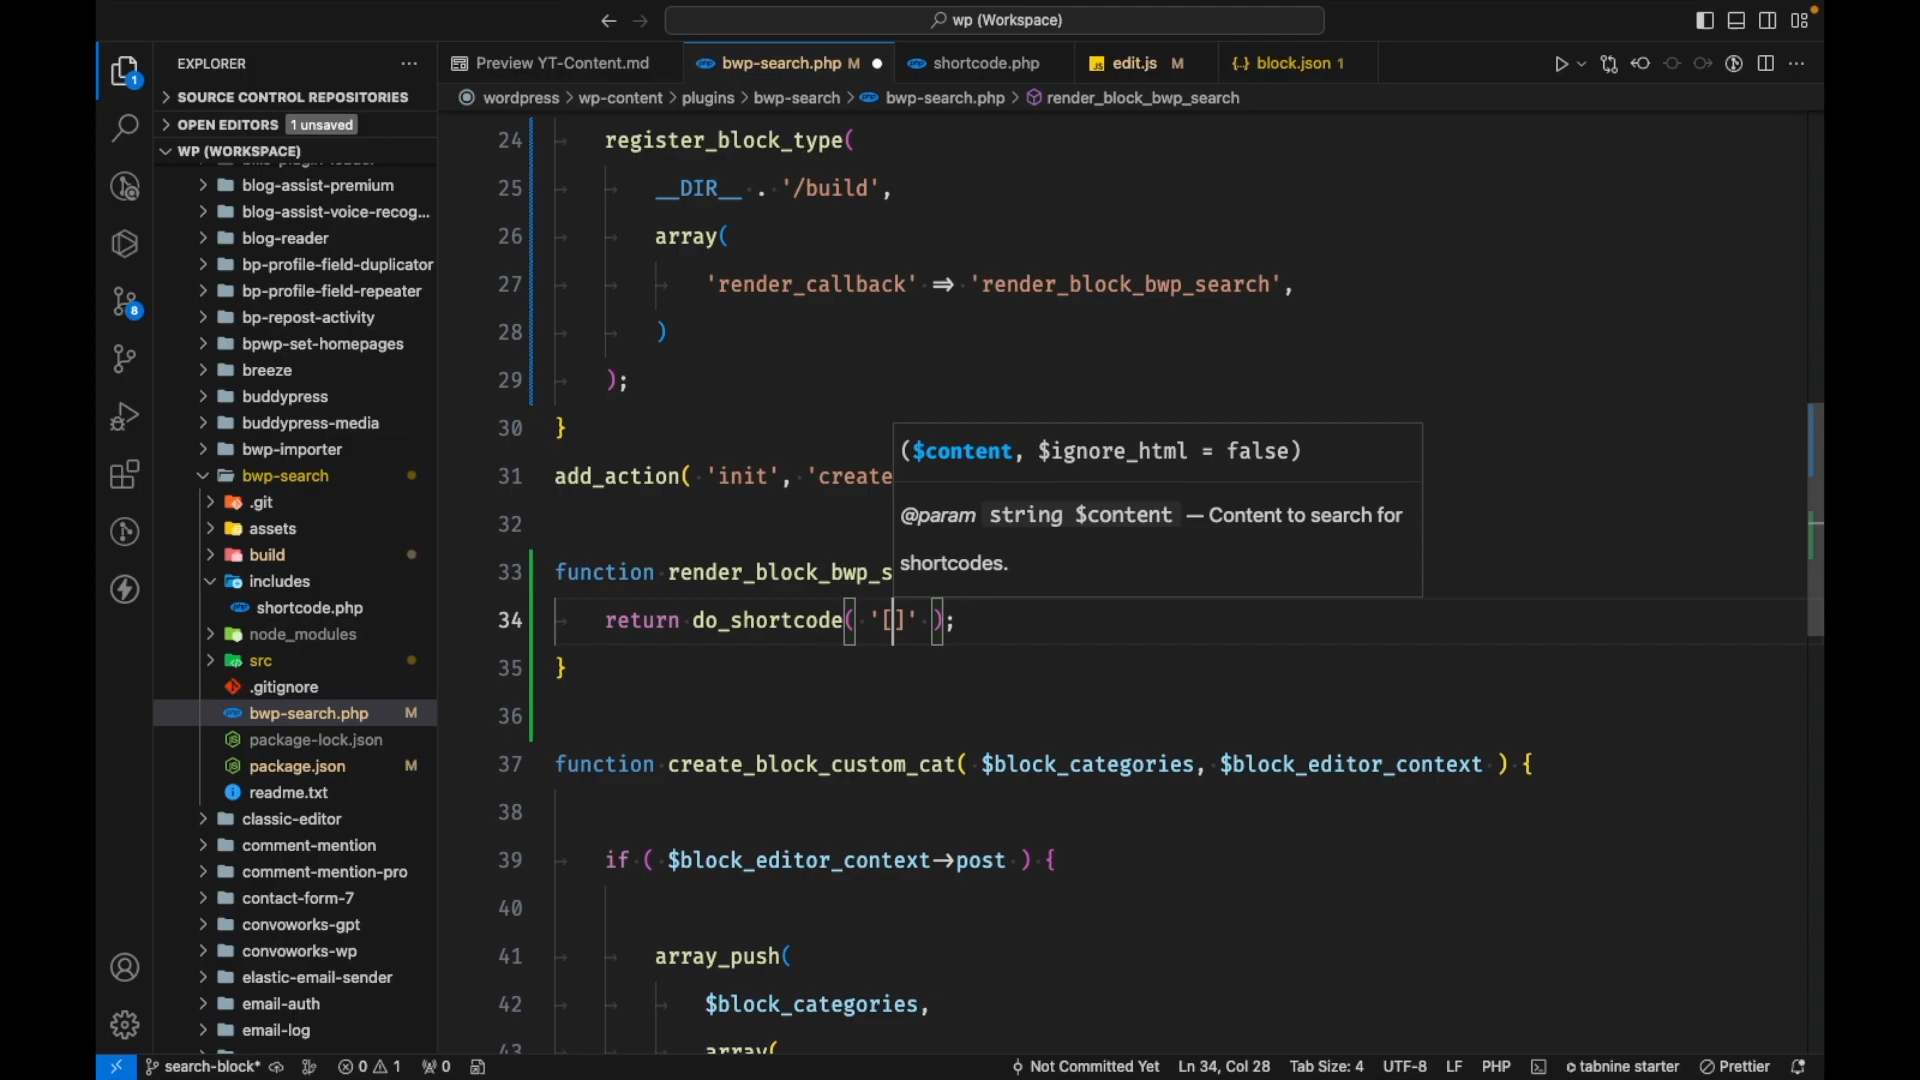 wp (Workspace)
EXPLORER
Preview YT-Content.md
bwp-search.php M
shortcode.php
edit.js M
block.json 1
SOURCE CONTROL REPOSITORIES
OPEN EDITORS 1 unsaved
WP (WORKSPACE)
wordpress > wp-content > plugins > bwp-search > bwp-search.php > render_block_bwp_search
1
8
blog-assist-premium
blog-assist-voice-recog...
blog-reader
bp-profile-field-duplicator
bp-profile-field-repeater
bp-repost-activity
bpwp-set-homepages
breeze
buddypress
buddypress-media
bwp-importer
bwp-search
.git
assets
build
includes
shortcode.php
node_modules
src
.gitignore
bwp-search.php M
package-lock.json
package.json M
readme.txt
classic-editor
comment-mention
comment-mention-pro
contact-form-7
convoworks-gpt
convoworks-wp
elastic-email-sender
email-auth
email-log
24 register_block_type(
25 __DIR__ . '/build',
26 array(
27 'render_callback' => 'render_block_bwp_search',
28 )
29 );
30 }
31 add_action( 'init', 'create
32
33 function render_block_bwp_s
34 return do_shortcode( '[]' );
35 }
36
37 function create_block_custom_cat( $block_categories, $block_editor_context ) {
38
39 if ( $block_editor_context->post ) {
40
41 array_push(
42 $block_categories,
43 array(
($content, $ignore_html = false)
@param string $content — Content to search for
shortcodes.
search-block* 0 1 0 Not Committed Yet Ln 34, Col 28 Tab Size: 4 UTF-8 LF PHP tabnine starter Prettier